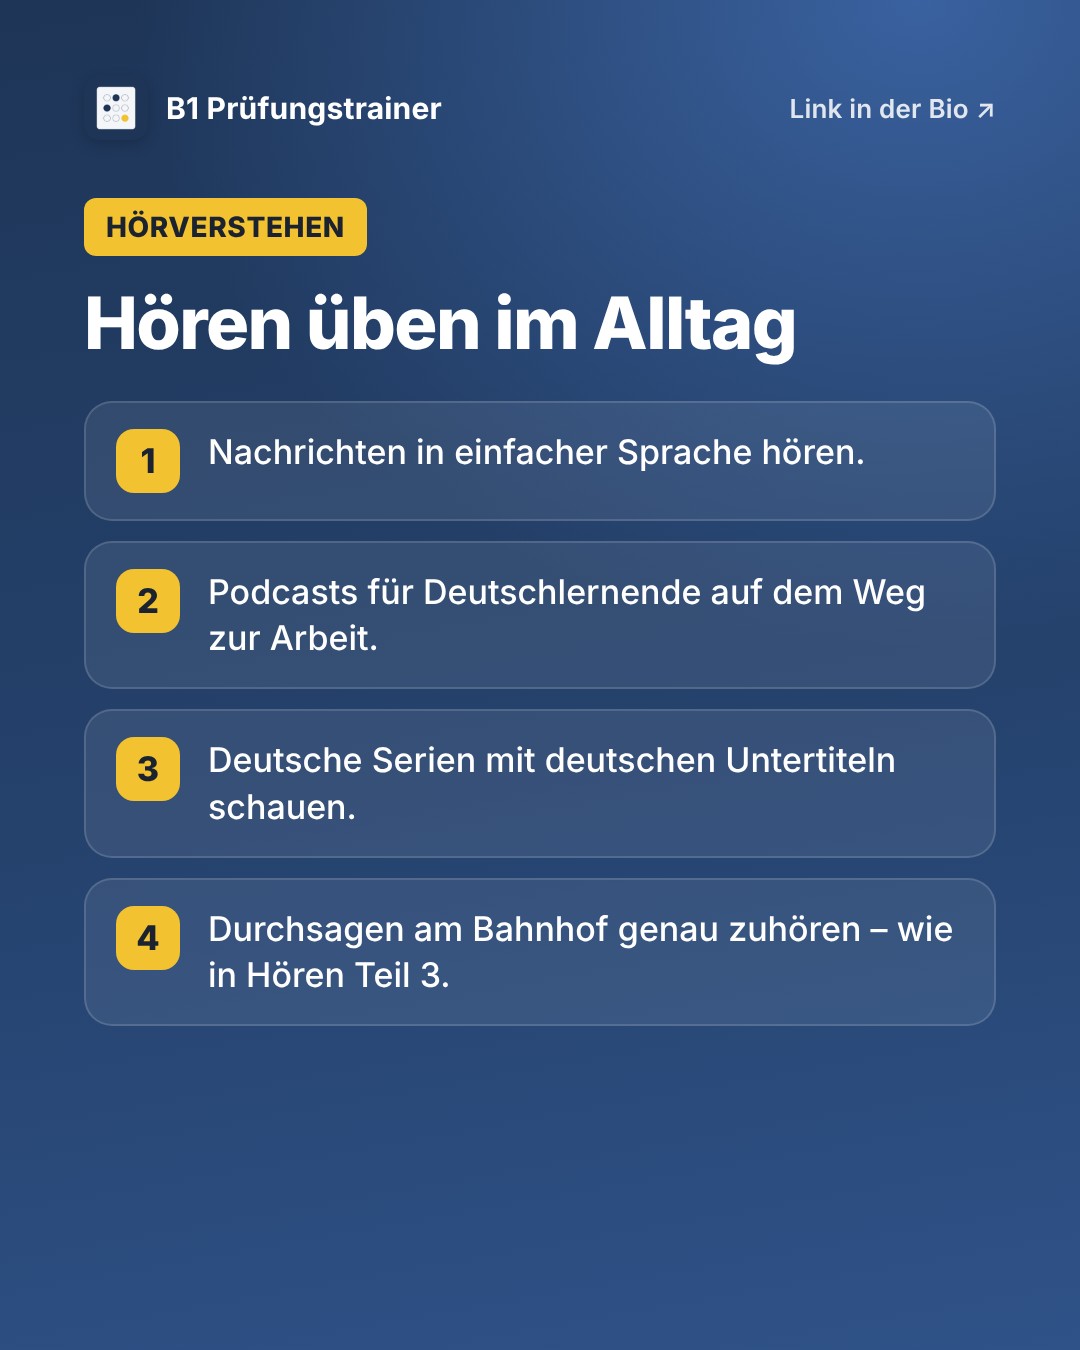 B1 Prüfungstrainer
Link in der Bio ↗
HÖRVERSTEHEN
Hören üben im Alltag
1 Nachrichten in einfacher Sprache hören.
2 Podcasts für Deutschlernende auf dem Weg
zur Arbeit.
3 Deutsche Serien mit deutschen Untertiteln
schauen.
4 Durchsagen am Bahnhof genau zuhören – wie
in Hören Teil 3.